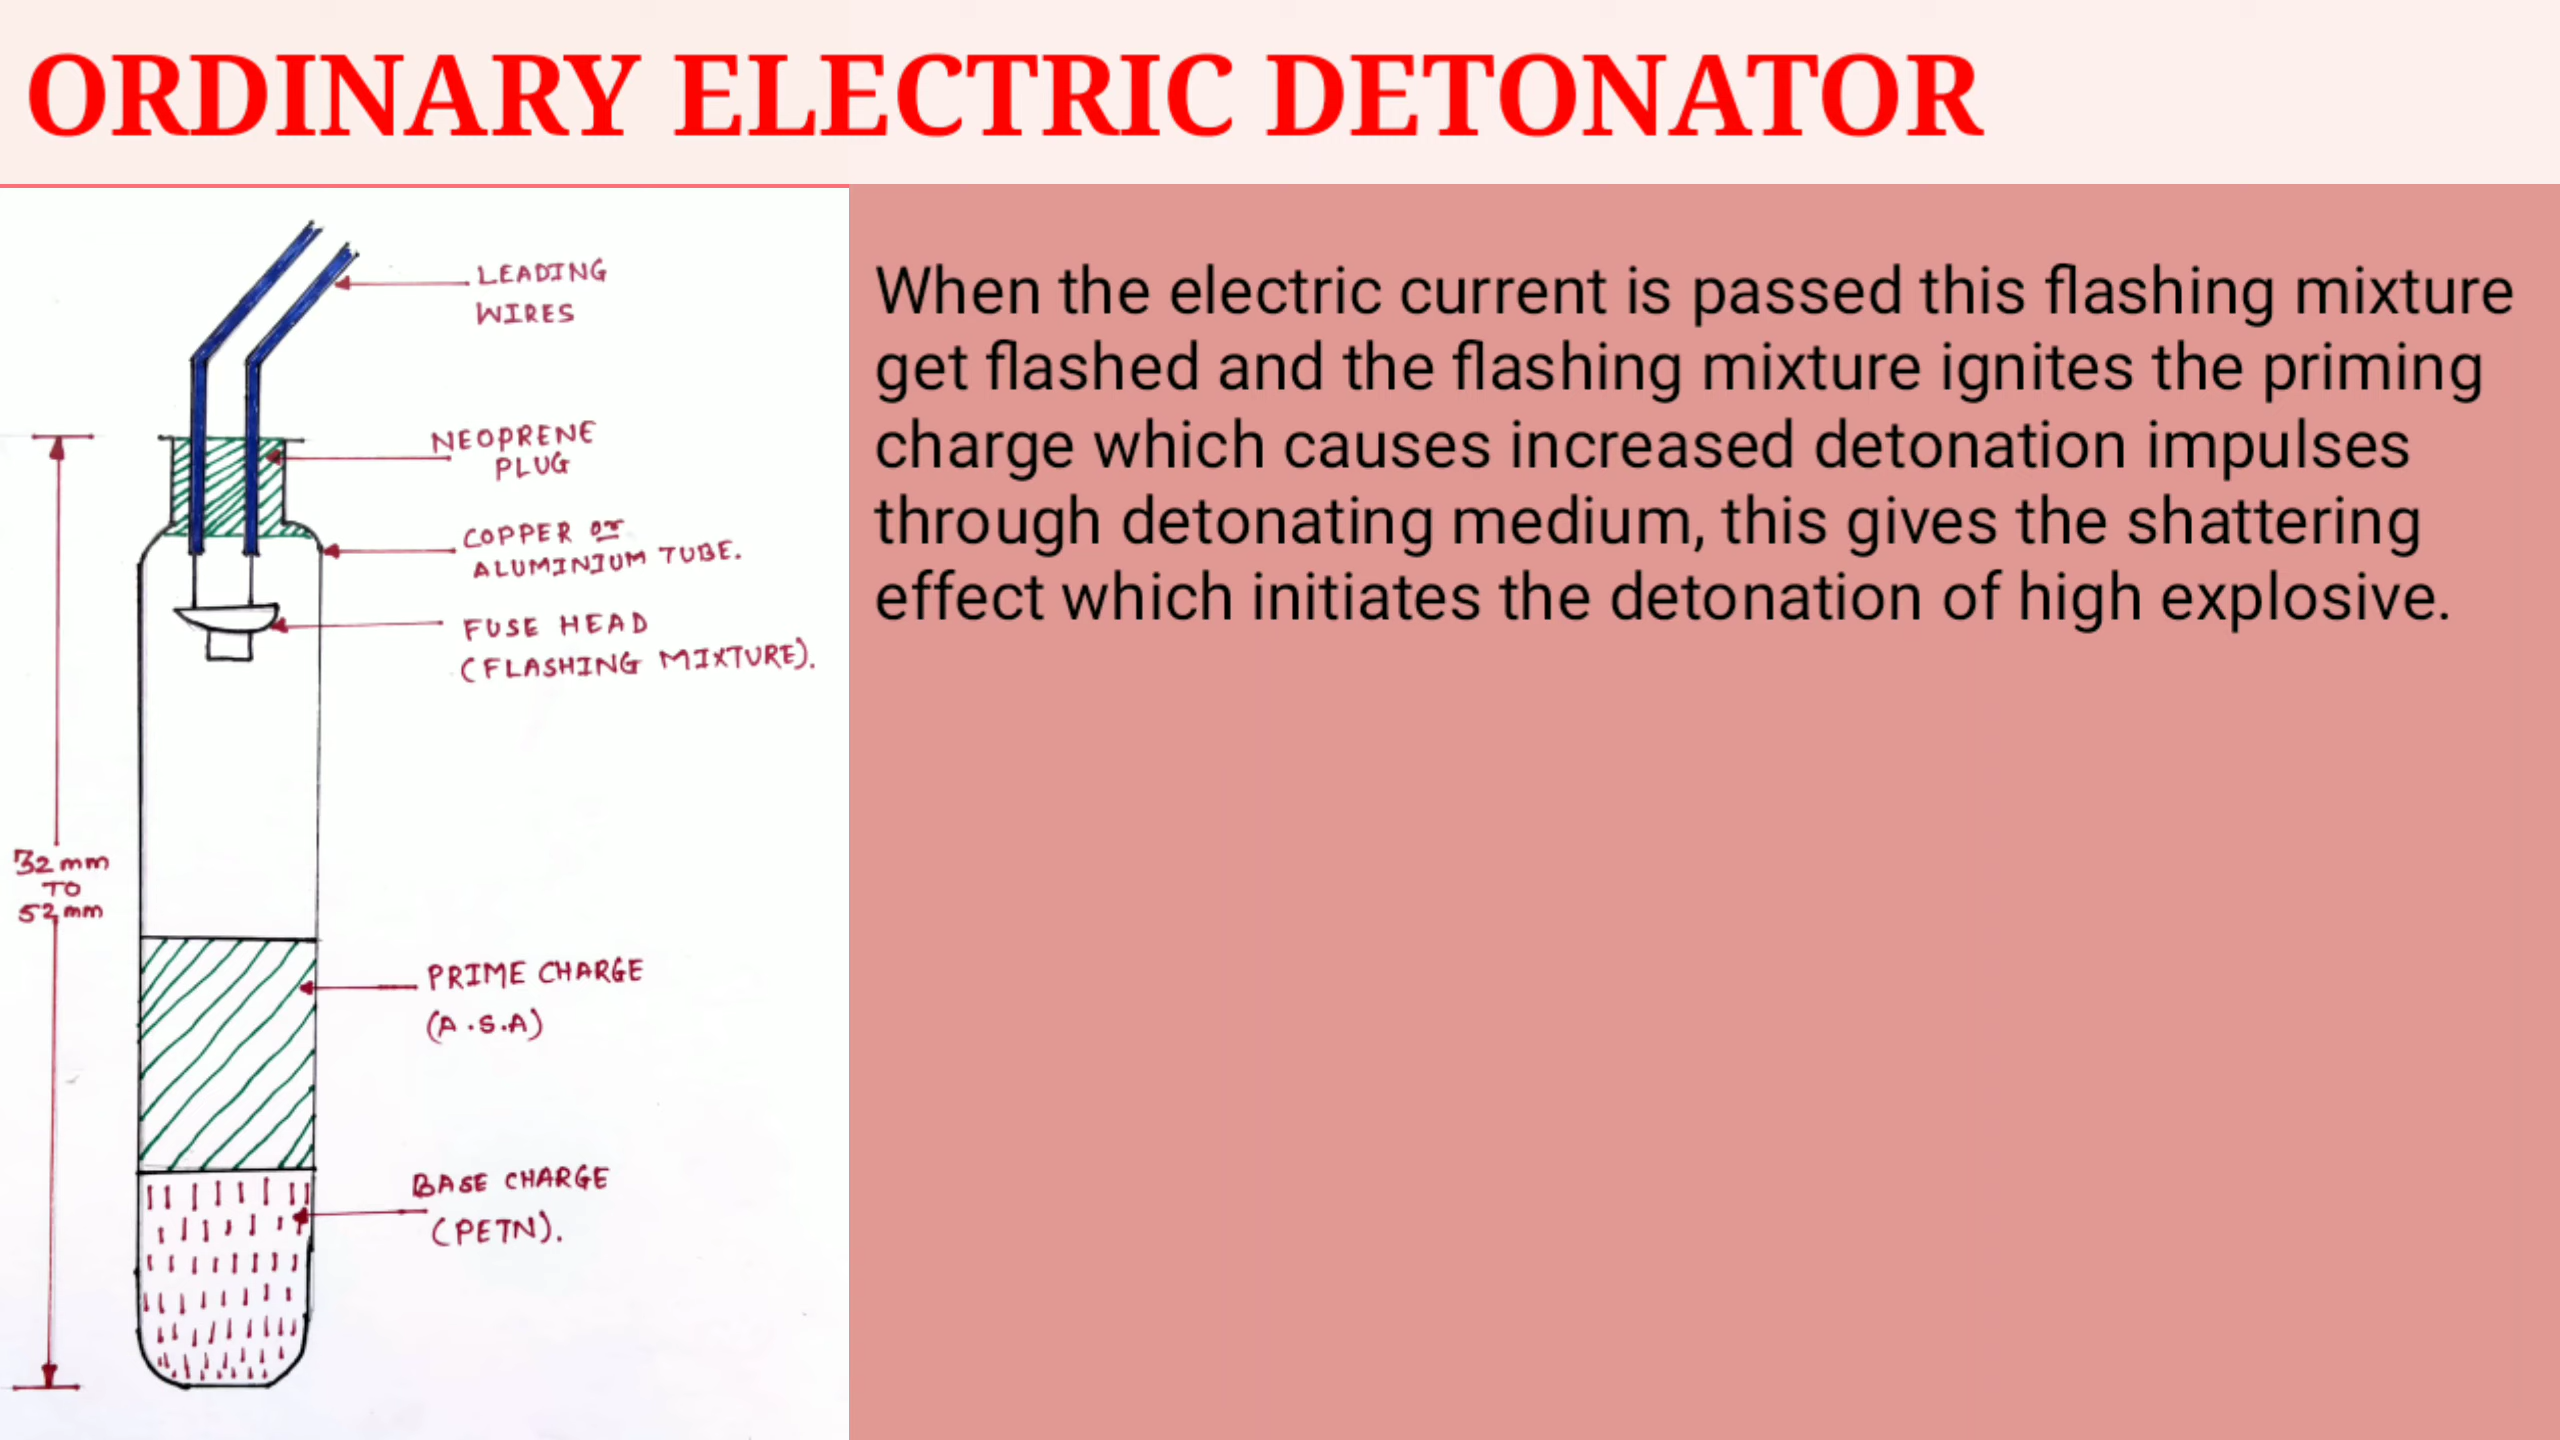 ORDINARY ELECTRIC DETONATOR
LEADING
WIRES
NEOPRENE
PLUG
COPPER or
ALUMINIUM TUBE.
FUSE HEAD
(FLASHING MIXTURE).
32 mm
TO
52 mm
PRIME CHARGE
(A.S.A)
BASE CHARGE
(PETN).
When the electric current is passed this flashing mixture
get flashed and the flashing mixture ignites the priming
charge which causes increased detonation impulses
through detonating medium, this gives the shattering
effect which initiates the detonation of high explosive.